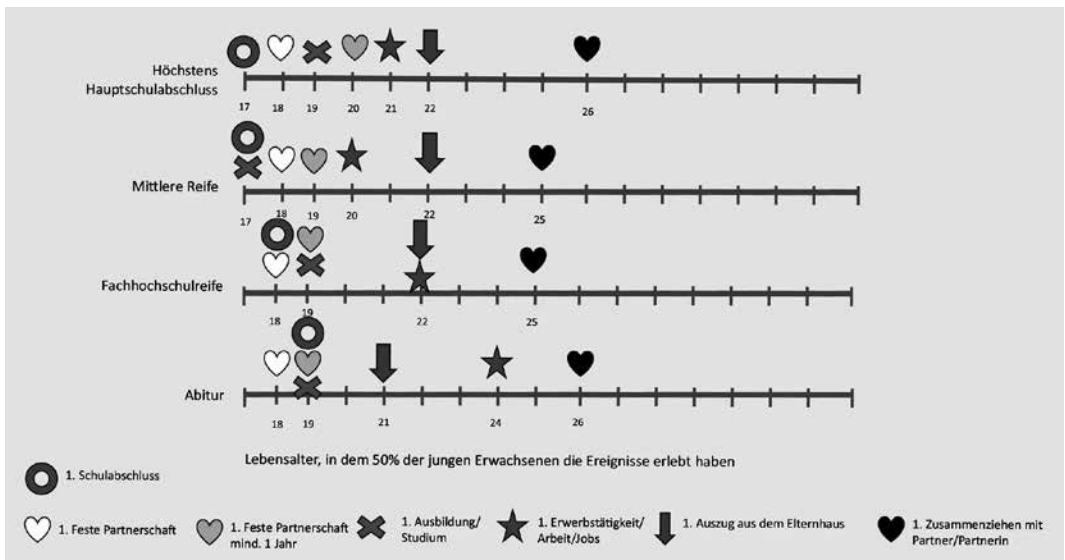 Höchstens
Hauptschulabschluss
17 18 19 20 21 22 26
Mittlere Reife
17 18 19 20 22 25
Fachhochschulreife
18 19 22 25
Abitur
18 19 21 24 26
Lebensalter, in dem 50% der jungen Erwachsenen die Ereignisse erlebt haben
1. Schulabschluss
1. Feste Partnerschaft
1. Feste Partnerschaft
mind. 1 Jahr
1. Ausbildung/
Studium
1. Erwerbstätigkeit/
Arbeit/Jobs
1. Auszug aus dem Elternhaus
1. Zusammenziehen mit
Partner/Partnerin